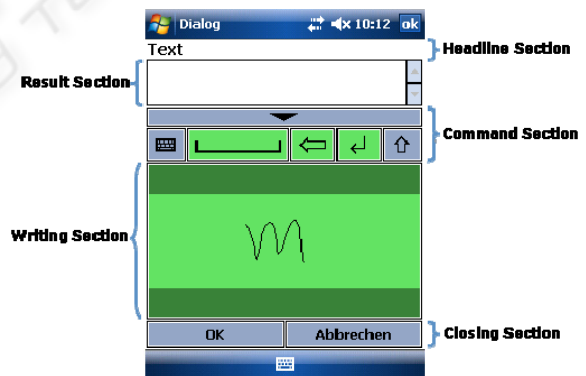 Dialog 10:12 ok
Text
Headline Section
Result Section
Command Section
m
Writing Section
OK Abbrechen
Closing Section